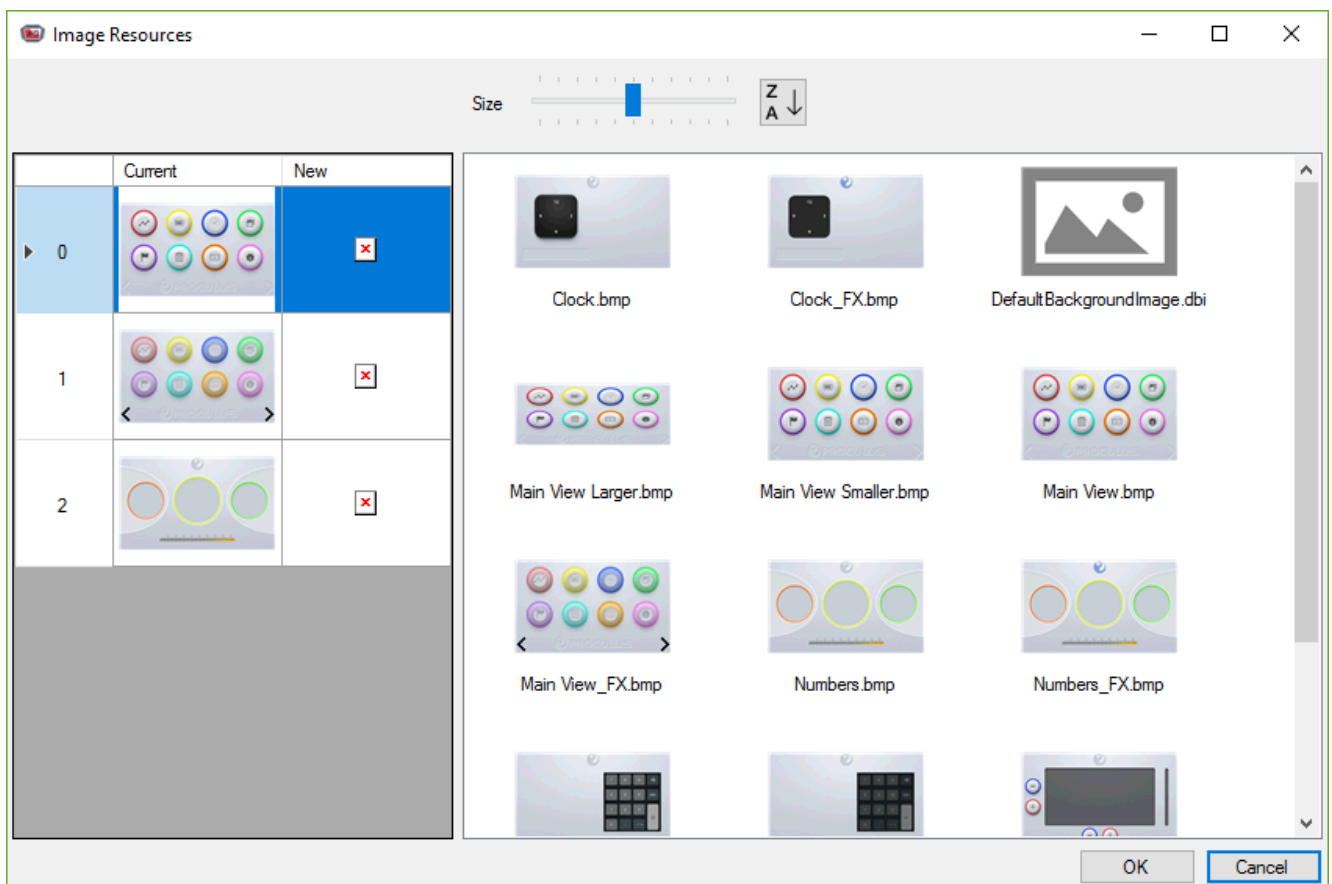 Image Resources
Size
Z
A
Current New
0
1
2
Clock.bmp Clock_FX.bmp DefaultBackgroundImage.dbi
Main View Larger.bmp Main View Smaller.bmp Main View.bmp
Main View_FX.bmp Numbers.bmp Numbers_FX.bmp
OK Cancel